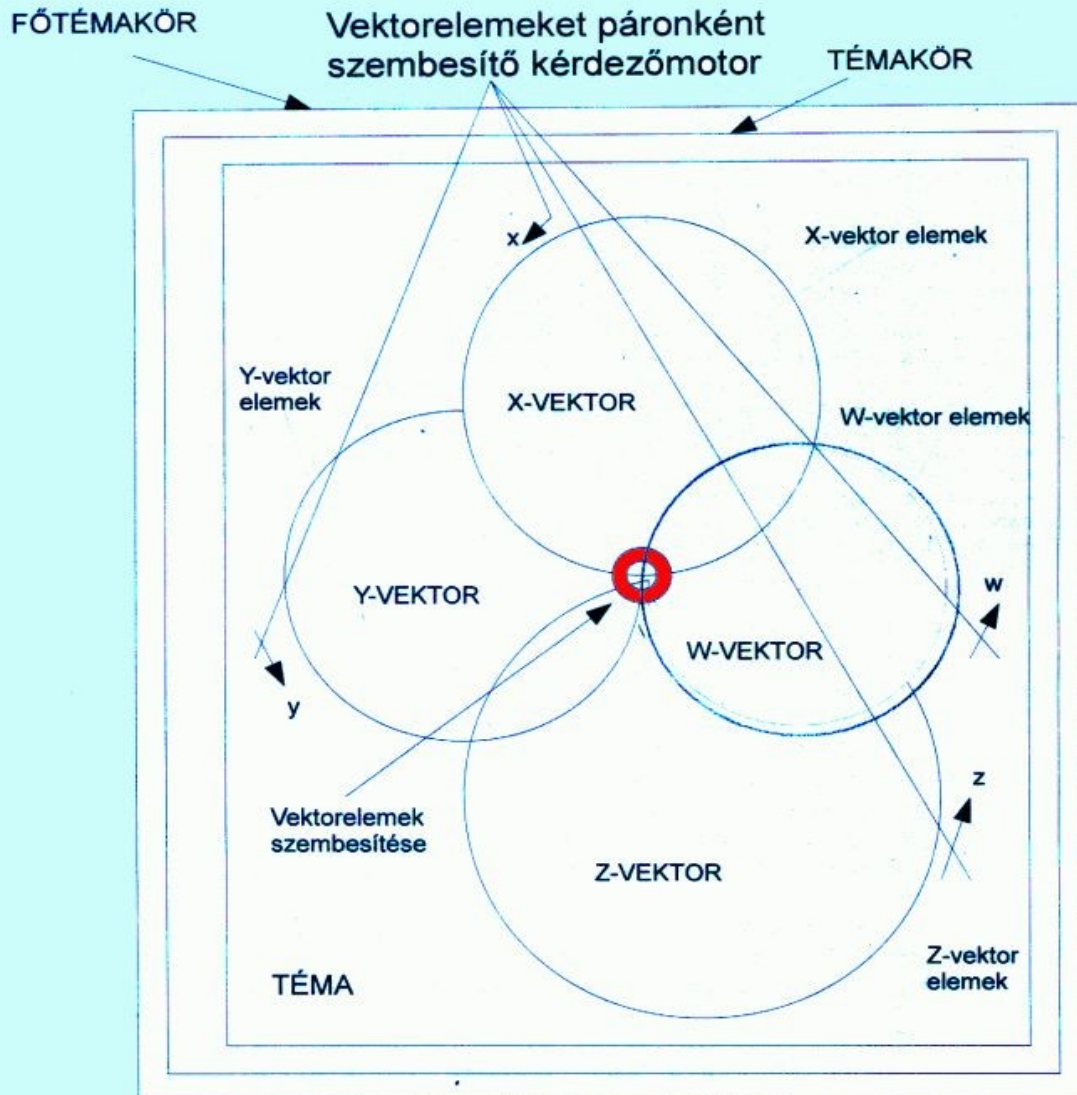 FŐTÉMAKÖR
Vektorelemeket páronként
szembesítő kérdezőmotor
TÉMAKÖR
x
X-vektor elemek
Y-vektor
elemek
X-VEKTOR
W-vektor elemek
Y-VEKTOR
w
W-VEKTOR
y
z
Vektorelemek
szembesítése
Z-VEKTOR
Z-vektor
elemek
TÉMA